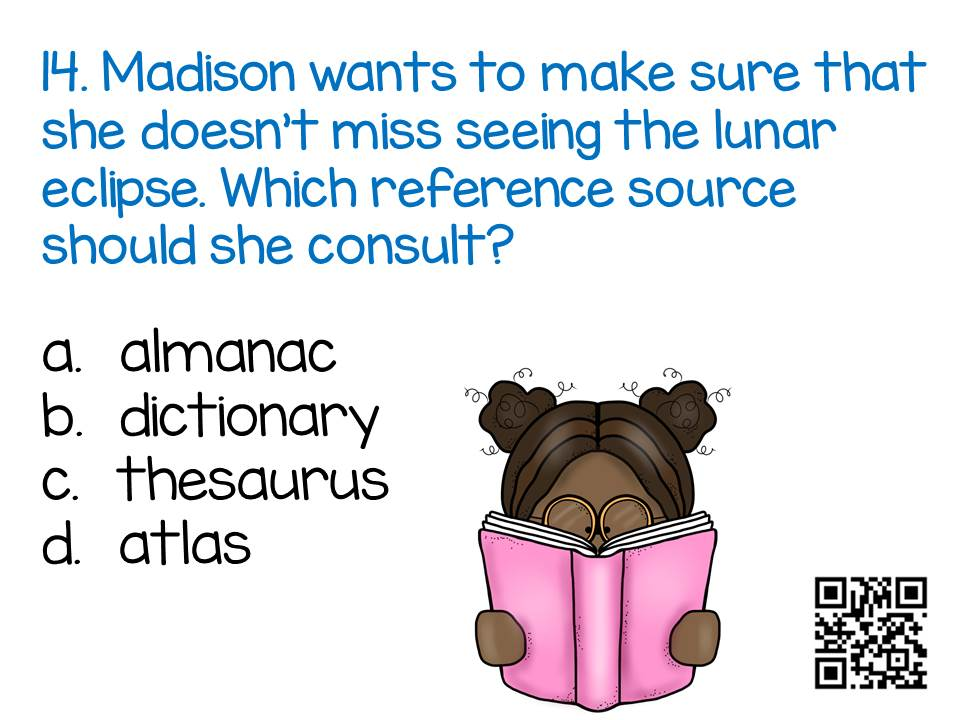 14. Madison wants to make sure that
she doesn't miss seeing the lunar
eclipse. Which reference source
should she consult?
a. almanac
b. dictionary
c. thesaurus
d. atlas